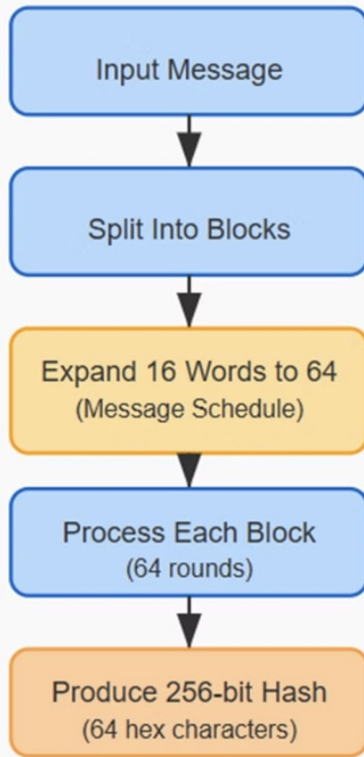 Input Message
Split Into Blocks
Expand 16 Words to 64
(Message Schedule)
Process Each Block
(64 rounds)
Produce 256-bit Hash
(64 hex characters)